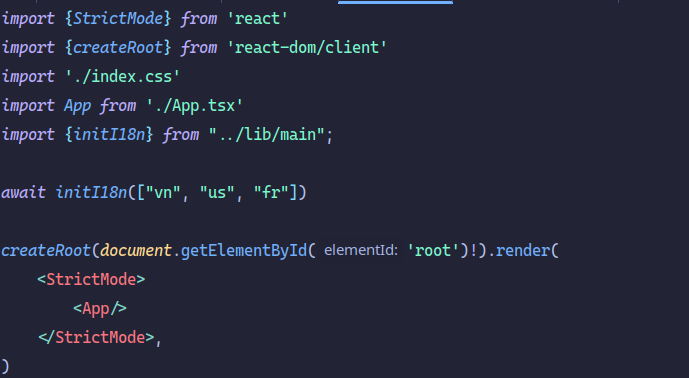 import {StrictMode} from 'react'
import {createRoot} from 'react-dom/client'
import './index.css'
import App from './App.tsx'
import {initI18n} from "../lib/main";
await initI18n(["vn", "us", "fr"])
createRoot(document.getElementById( elementId: 'root')!).render(
    <StrictMode>
        <App/>
    </StrictMode>,
)